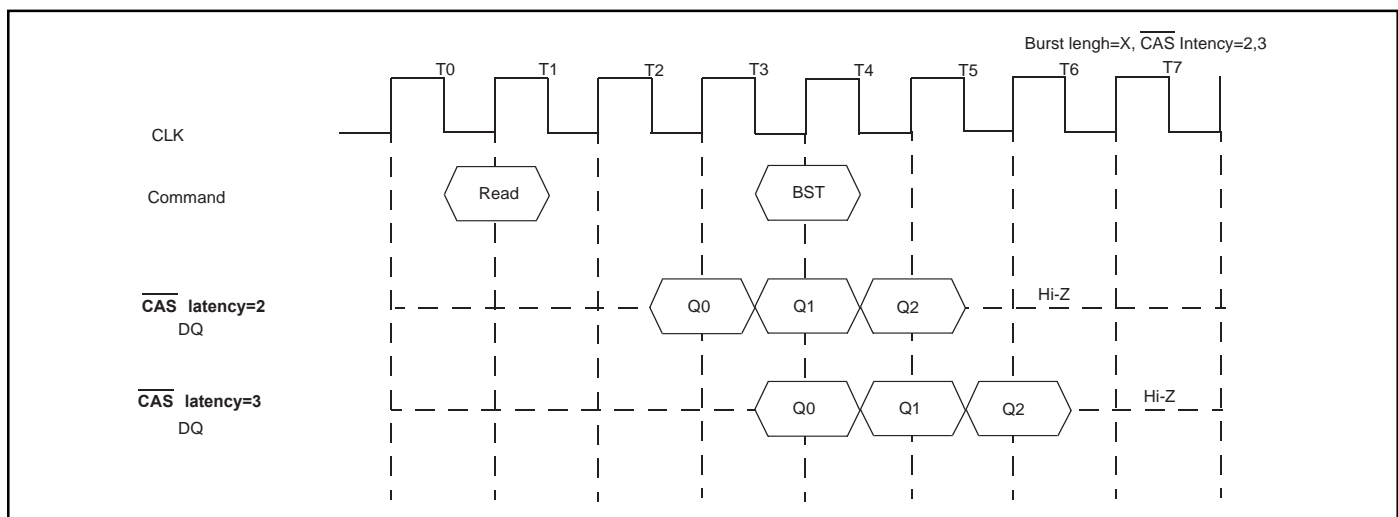 Burst lengh=X, CAS Intency=2,3
T0 T1 T2 T3 T4 T5 T6 T7
CLK
Command Read BST
CAS latency=2
DQ
Q0 Q1 Q2 Hi-Z
CAS latency=3
DQ
Q0 Q1 Q2 Hi-Z